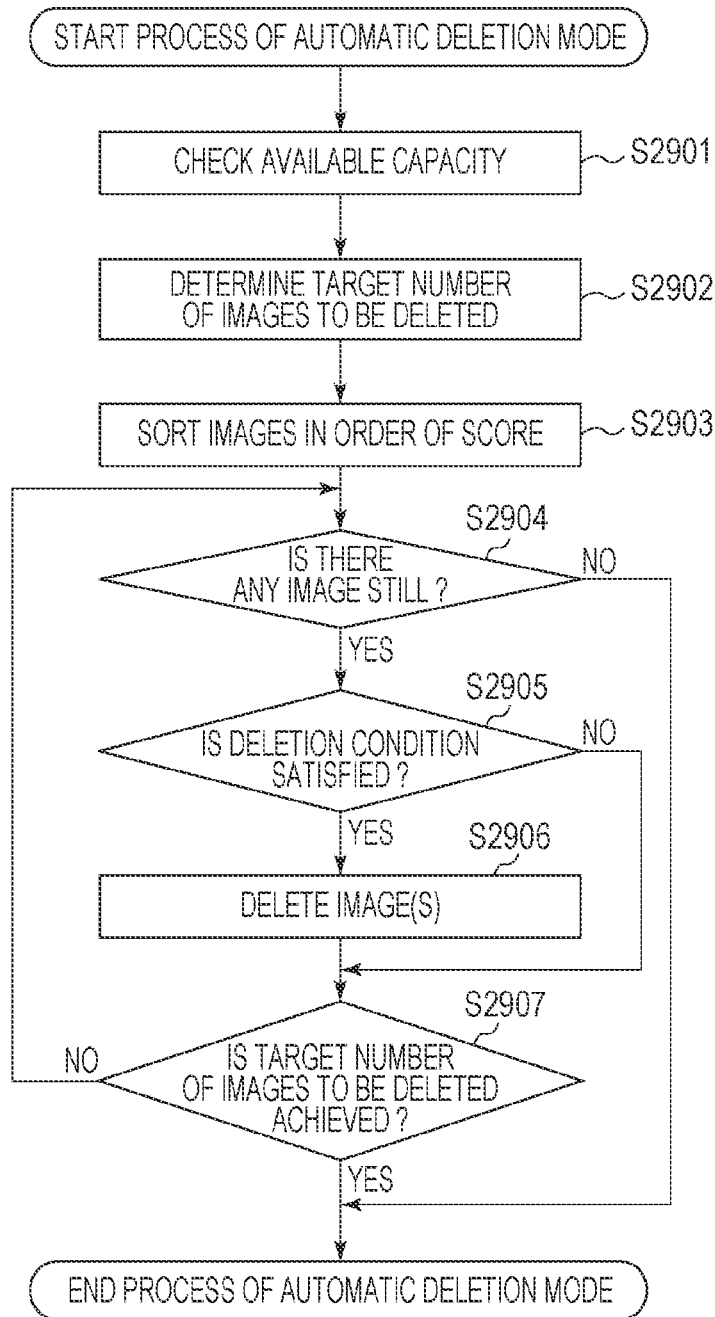 START PROCESS OF AUTOMATIC DELETION MODE
CHECK AVAILABLE CAPACITY
S2901
DETERMINE TARGET NUMBER
OF IMAGES TO BE DELETED
S2902
SORT IMAGES IN ORDER OF SCORE
S2903
S2904
IS THERE
ANY IMAGE STILL ?
NO
YES
S2905
IS DELETION CONDITION
SATISFIED ?
NO
YES
S2906
DELETE IMAGE(S)
S2907
NO
IS TARGET NUMBER
OF IMAGES TO BE DELETED
ACHIEVED ?
YES
END PROCESS OF AUTOMATIC DELETION MODE